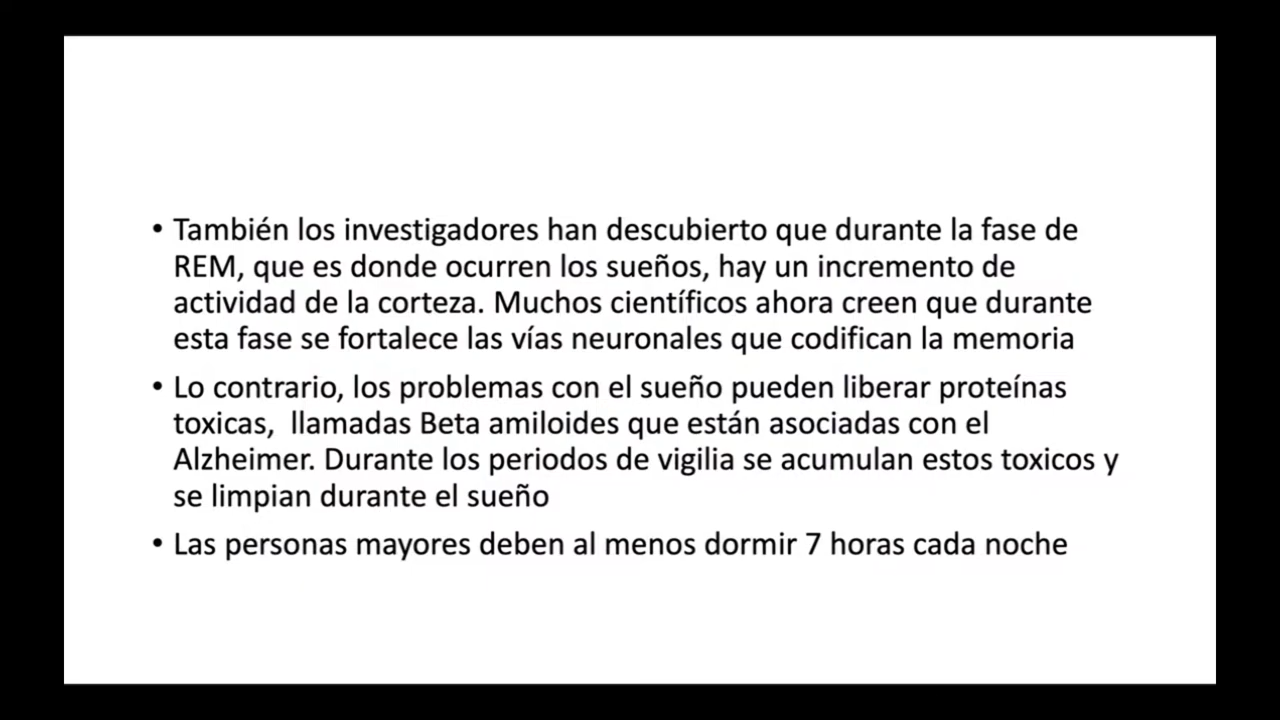 • También los investigadores han descubierto que durante la fase de
REM, que es donde ocurren los sueños, hay un incremento de
actividad de la corteza. Muchos científicos ahora creen que durante
esta fase se fortalece las vías neuronales que codifican la memoria
• Lo contrario, los problemas con el sueño pueden liberar proteínas
toxicas,  llamadas Beta amiloides que están asociadas con el
Alzheimer. Durante los periodos de vigilia se acumulan estos toxicos y
se limpian durante el sueño
• Las personas mayores deben al menos dormir 7 horas cada noche